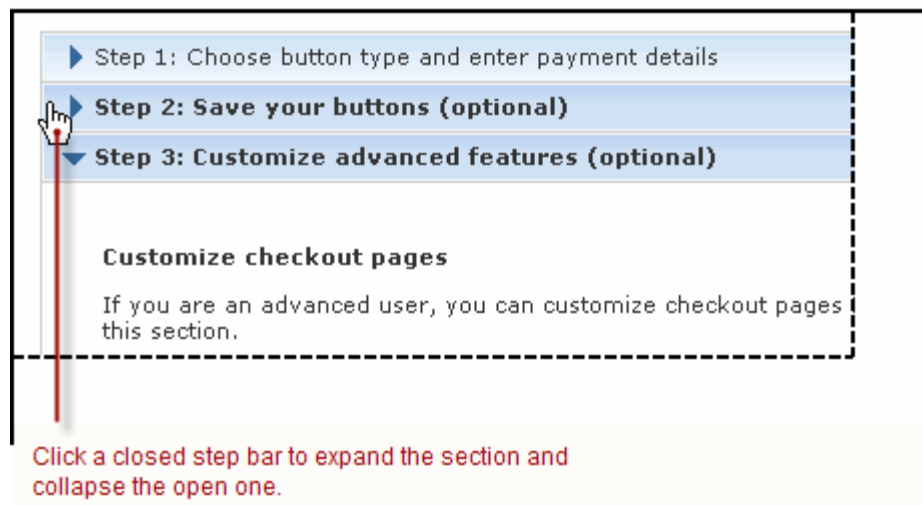 Step 1: Choose button type and enter payment details
Step 2: Save your buttons (optional)
Step 3: Customize advanced features (optional)
Customize checkout pages
If you are an advanced user, you can customize checkout pages
this section.
Click a closed step bar to expand the section and
collapse the open one.